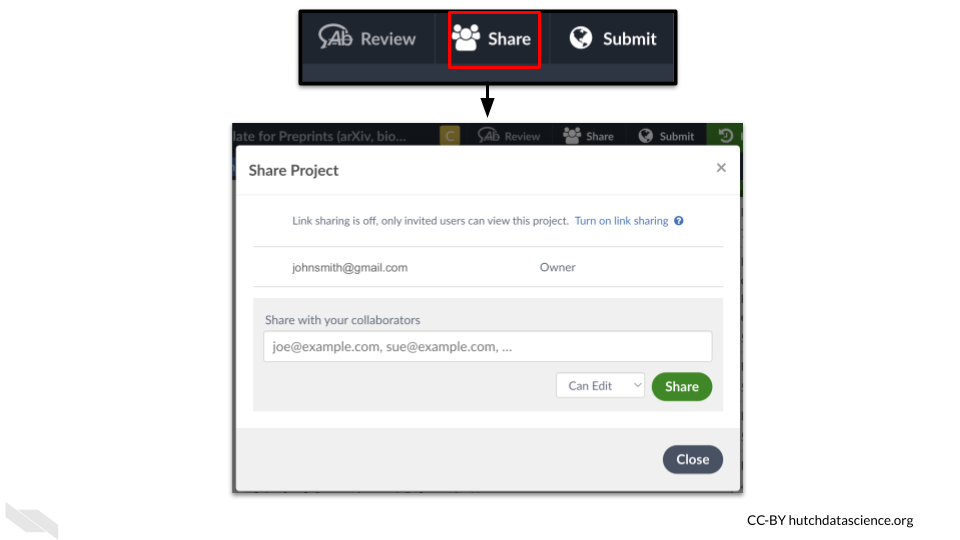 Review Share Submit
late for Preprints (arXiv, bio... C Review Share Submit
Share Project ×
Link sharing is off, only invited users can view this project. Turn on link sharing ?
johnsmith@gmail.com Owner
Share with your collaborators
joe@example.com, sue@example.com, ...
Can Edit Share
Close
CC-BY hutchdatascience.org